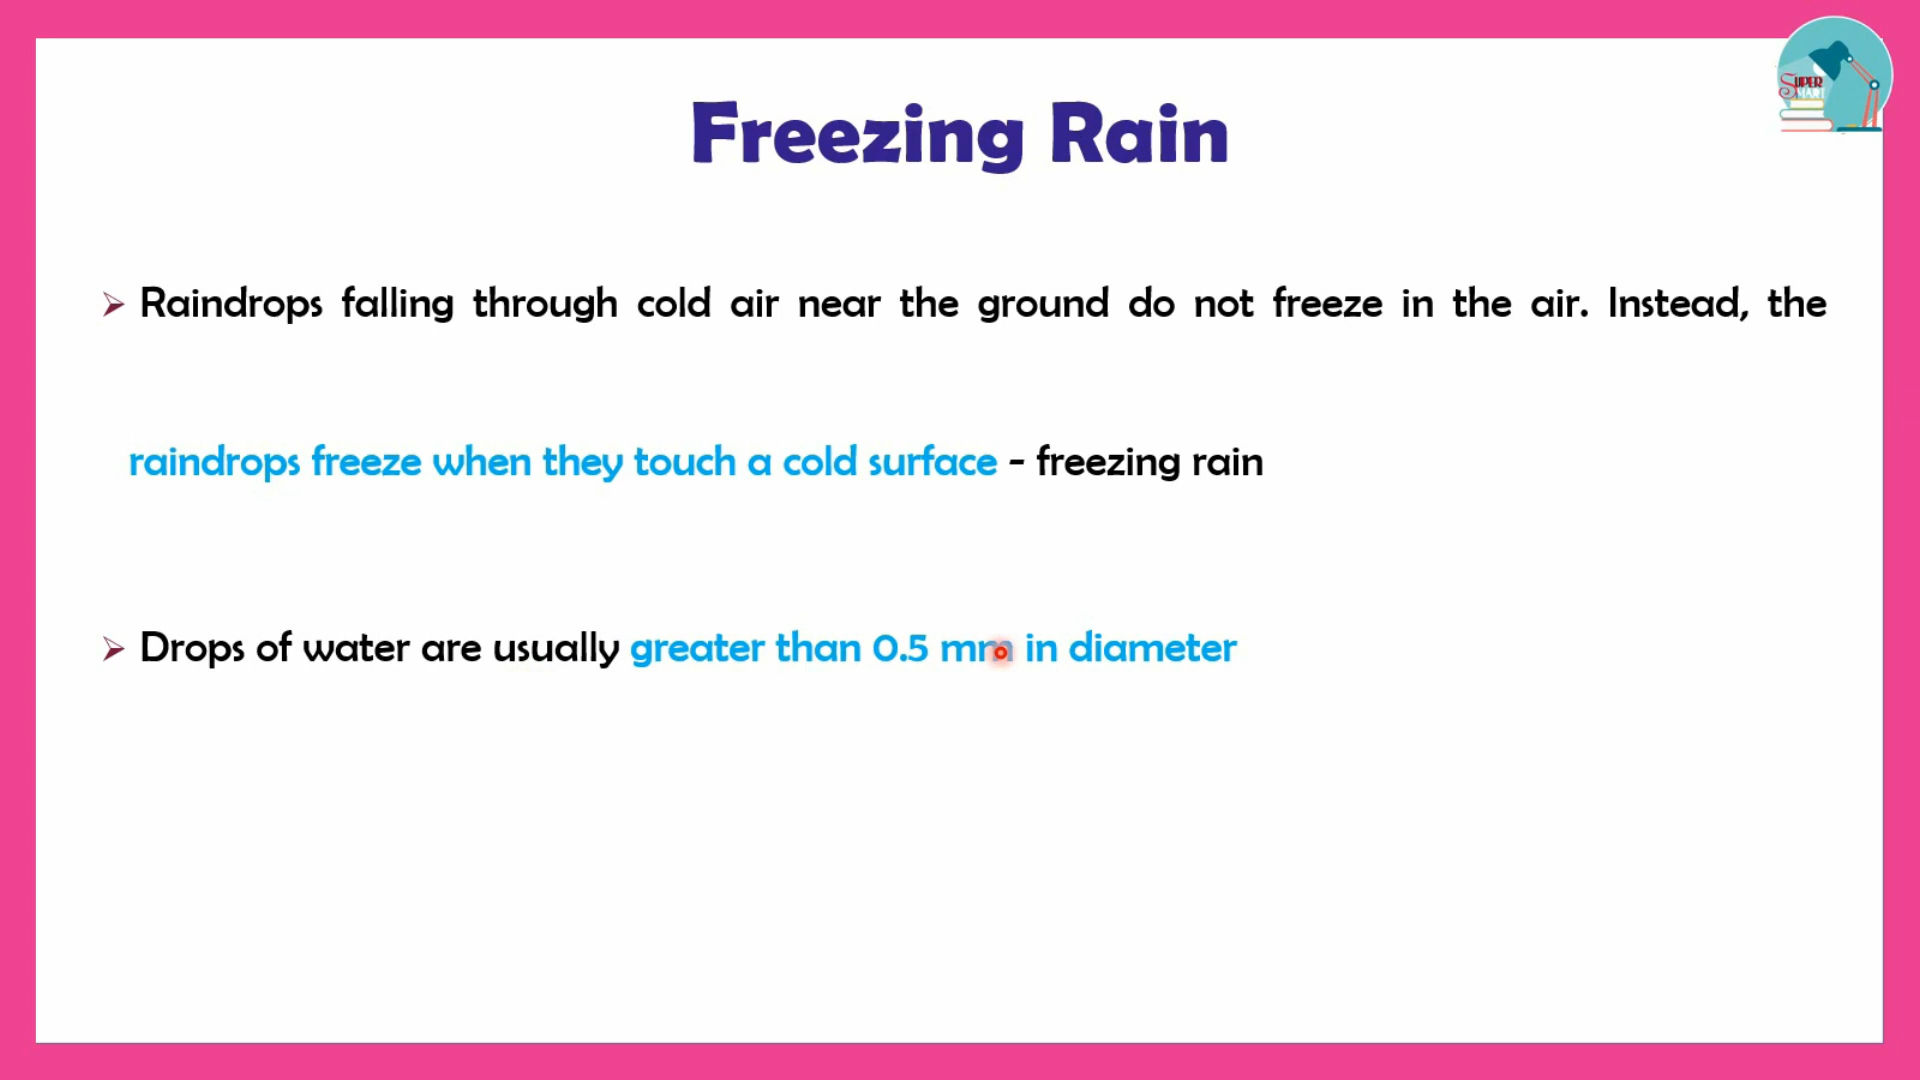 SUPER
SMART
Freezing Rain
➢ Raindrops falling through cold air near the ground do not freeze in the air. Instead, the
raindrops freeze when they touch a cold surface - freezing rain
➢ Drops of water are usually greater than 0.5 mm in diameter